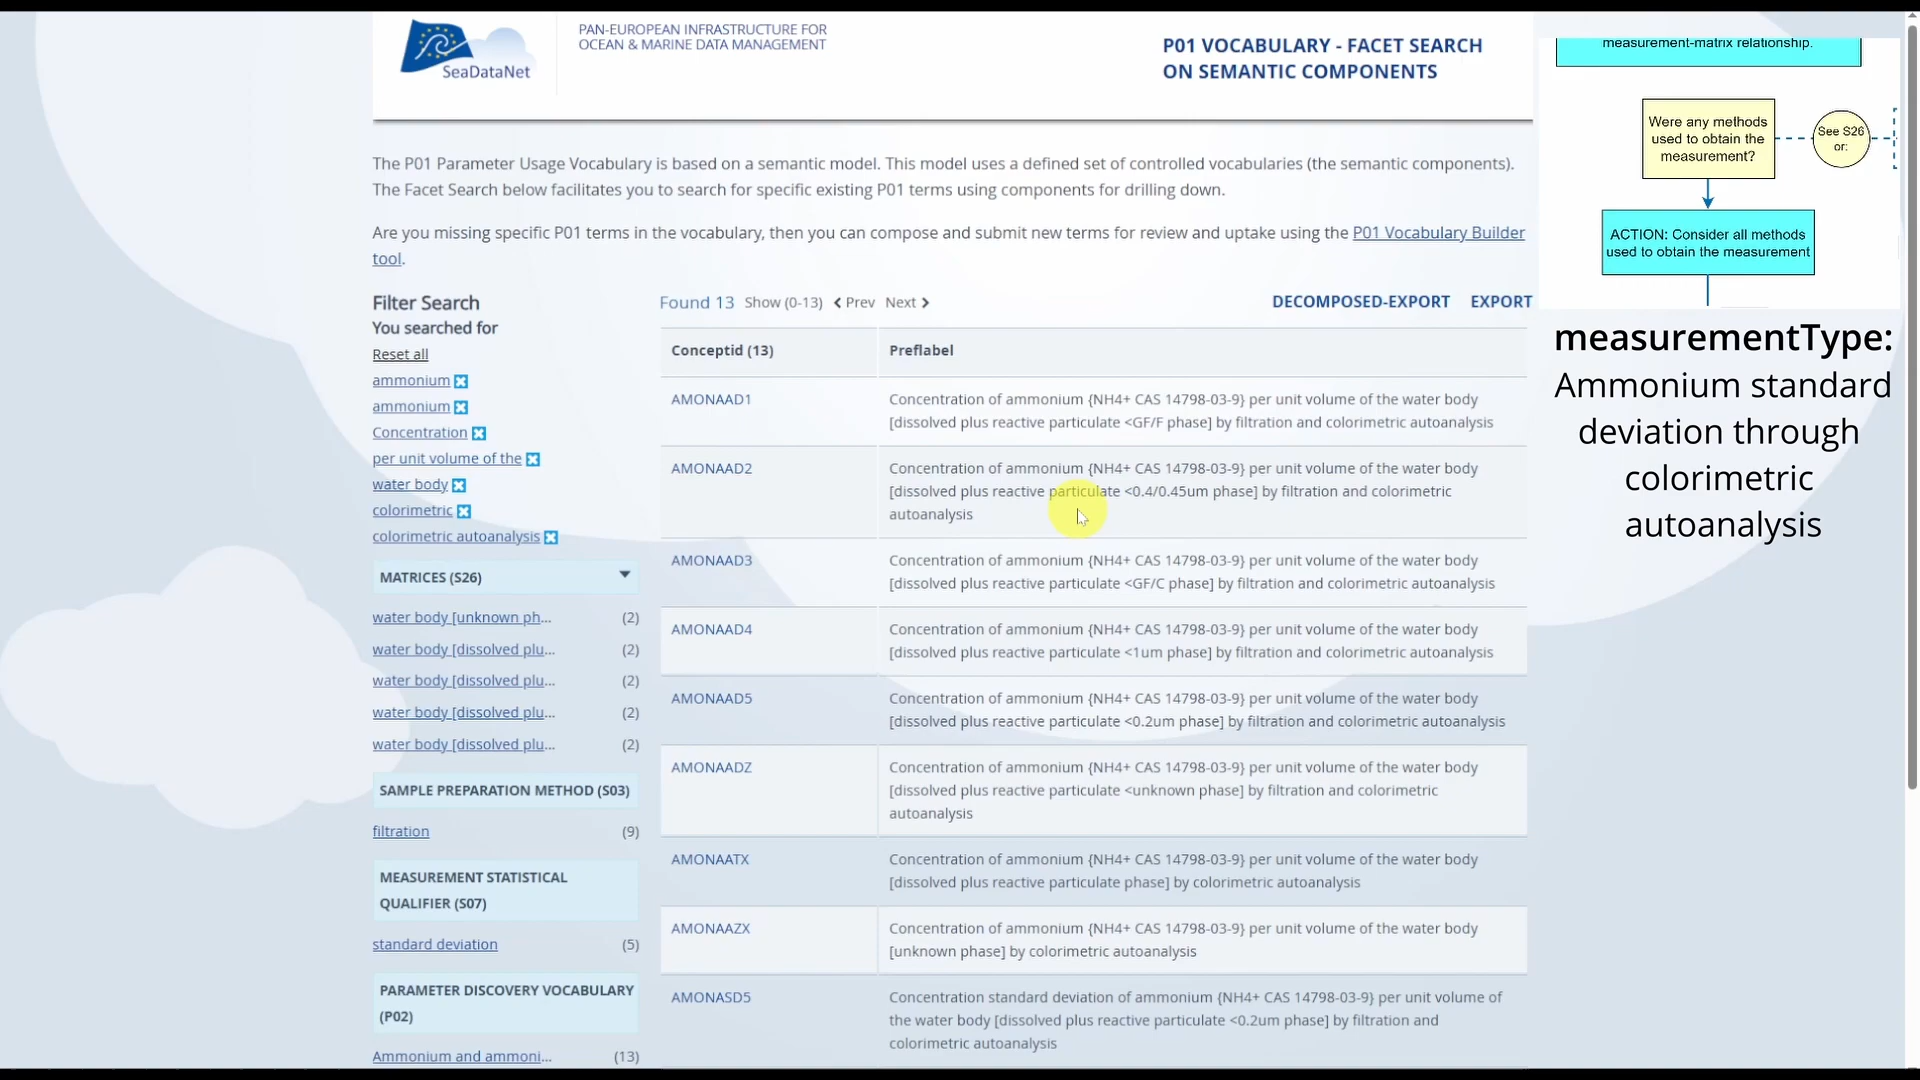 SeaDataNet
PAN-EUROPEAN INFRASTRUCTURE FOR
OCEAN & MARINE DATA MANAGEMENT
P01 VOCABULARY - FACET SEARCH
ON SEMANTIC COMPONENTS
The P01 Parameter Usage Vocabulary is based on a semantic model. This model uses a defined set of controlled vocabularies (the semantic components).
The Facet Search below facilitates you to search for specific existing P01 terms using components for drilling down.
Are you missing specific P01 terms in the vocabulary, then you can compose and submit new terms for review and uptake using the P01 Vocabulary Builder
tool.
Filter Search
You searched for
Reset all
ammonium
ammonium
Concentration
per unit volume of the
water body
colorimetric
colorimetric autoanalysis
MATRICES (S26)
water body [unknown ph... (2)
water body [dissolved plu... (2)
water body [dissolved plu... (2)
water body [dissolved plu... (2)
water body [dissolved plu... (2)
SAMPLE PREPARATION METHOD (S03)
filtration (9)
MEASUREMENT STATISTICAL
QUALIFIER (S07)
standard deviation (5)
PARAMETER DISCOVERY VOCABULARY
(P02)
Ammonium and ammoni... (13)
Found 13 Show (0-13) Prev Next
DECOMPOSED-EXPORT EXPORT
Conceptid (13) Preflabel
AMONAAD1 Concentration of ammonium {NH4+ CAS 14798-03-9} per unit volume of the water body
[dissolved plus reactive particulate <GF/F phase] by filtration and colorimetric autoanalysis
AMONAAD2 Concentration of ammonium {NH4+ CAS 14798-03-9} per unit volume of the water body
[dissolved plus reactive particulate <0.4/0.45um phase] by filtration and colorimetric
autoanalysis
AMONAAD3 Concentration of ammonium {NH4+ CAS 14798-03-9} per unit volume of the water body
[dissolved plus reactive particulate <GF/C phase] by filtration and colorimetric autoanalysis
AMONAAD4 Concentration of ammonium {NH4+ CAS 14798-03-9} per unit volume of the water body
[dissolved plus reactive particulate <1um phase] by filtration and colorimetric autoanalysis
AMONAAD5 Concentration of ammonium {NH4+ CAS 14798-03-9} per unit volume of the water body
[dissolved plus reactive particulate <0.2um phase] by filtration and colorimetric autoanalysis
AMONAADZ Concentration of ammonium {NH4+ CAS 14798-03-9} per unit volume of the water body
[dissolved plus reactive particulate <unknown phase] by filtration and colorimetric
autoanalysis
AMONAATX Concentration of ammonium {NH4+ CAS 14798-03-9} per unit volume of the water body
[dissolved plus reactive particulate phase] by colorimetric autoanalysis
AMONAAZX Concentration of ammonium {NH4+ CAS 14798-03-9} per unit volume of the water body
[unknown phase] by colorimetric autoanalysis
AMONASD5 Concentration standard deviation of ammonium {NH4+ CAS 14798-03-9} per unit volume of
the water body [dissolved plus reactive particulate <0.2um phase] by filtration and
colorimetric autoanalysis
measurement-matrix relationship.
Were any methods
used to obtain the
measurement?
See S26
or:
ACTION: Consider all methods
used to obtain the measurement
measurementType:
Ammonium standard
deviation through
colorimetric
autoanalysis